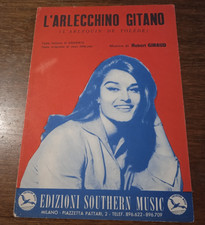 L'ARLECCHINO GITANO
(L'ARLEQUIN DE TOLEDE)
Musica di Hubert GIRAUD
EDIZIONI SOUTHERN MUSIC
MILANO - PIAZZETTA PATTARI, 2 - TELEF. 896.622 - 896.709